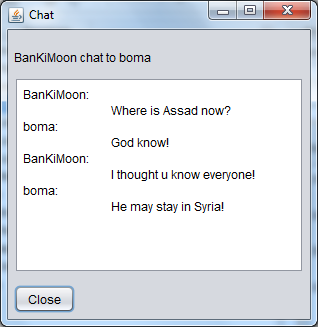 Chat
BanKiMoon chat to boma
BanKiMoon:
Where is Assad now?
boma:
God know!
BanKiMoon:
I thought u know everyone!
boma:
He may stay in Syria!
Close